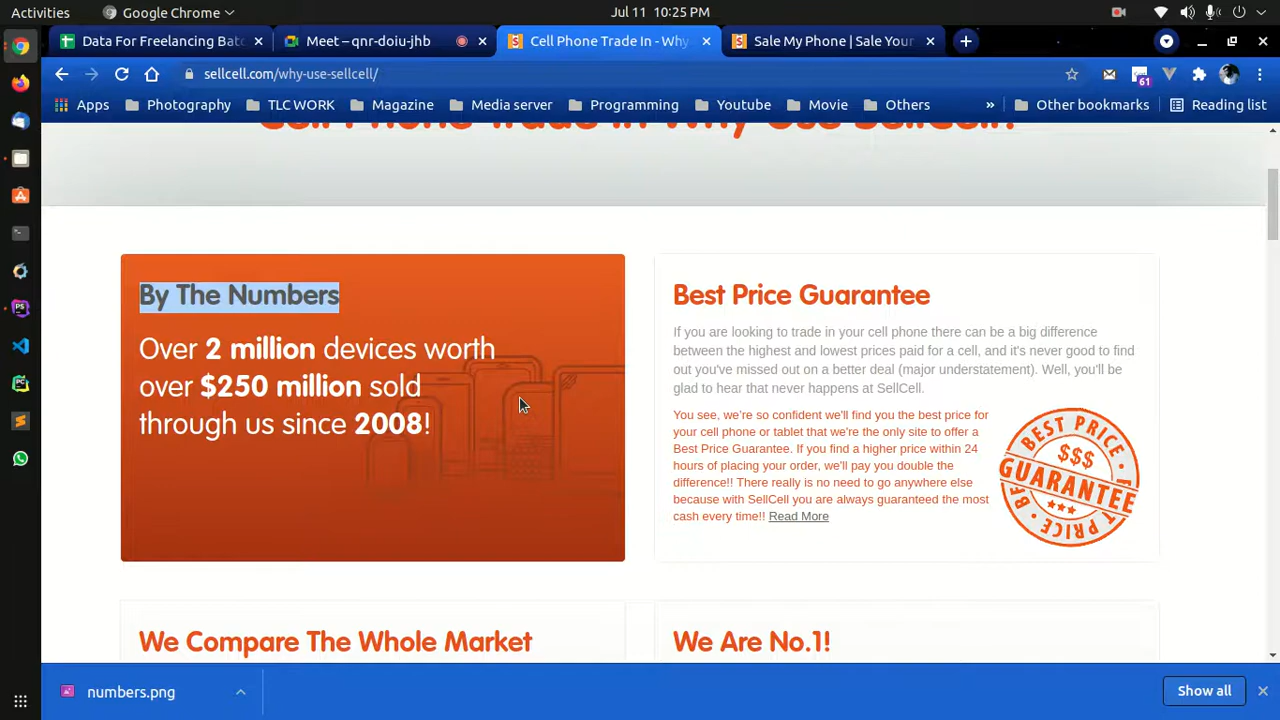 Activities
Google Chrome
Jul 11 10:25 PM
Data For Freelancing Bat
Meet – qnr-doiu-jhb
Cell Phone Trade In - Why
Sale My Phone | Sale Your
sellcell.com/why-use-sellcell/
61
Apps
Photography
TLC WORK
Magazine
Media server
Programming
Youtube
Movie
Others
»
Other bookmarks
Reading list
Cell Phone Trade In Why Use SellCell?
By The Numbers
Over 2 million devices worth
over $250 million sold
through us since 2008!
Best Price Guarantee
If you are looking to trade in your cell phone there can be a big difference
between the highest and lowest prices paid for a cell, and it's never good to find
out you've missed out on a better deal (major understatement). Well, you'll be
glad to hear that never happens at SellCell.
You see, we're so confident we'll find you the best price for
your cell phone or tablet that we're the only site to offer a
Best Price Guarantee. If you find a higher price within 24
hours of placing your order, we'll pay you double the
difference!! There really is no need to go anywhere else
because with SellCell you are always guaranteed the most
cash every time!! Read More
BEST PRICE
$$$
GUARANTEE
We Compare The Whole Market
We Are No.1!
numbers.png
Show all